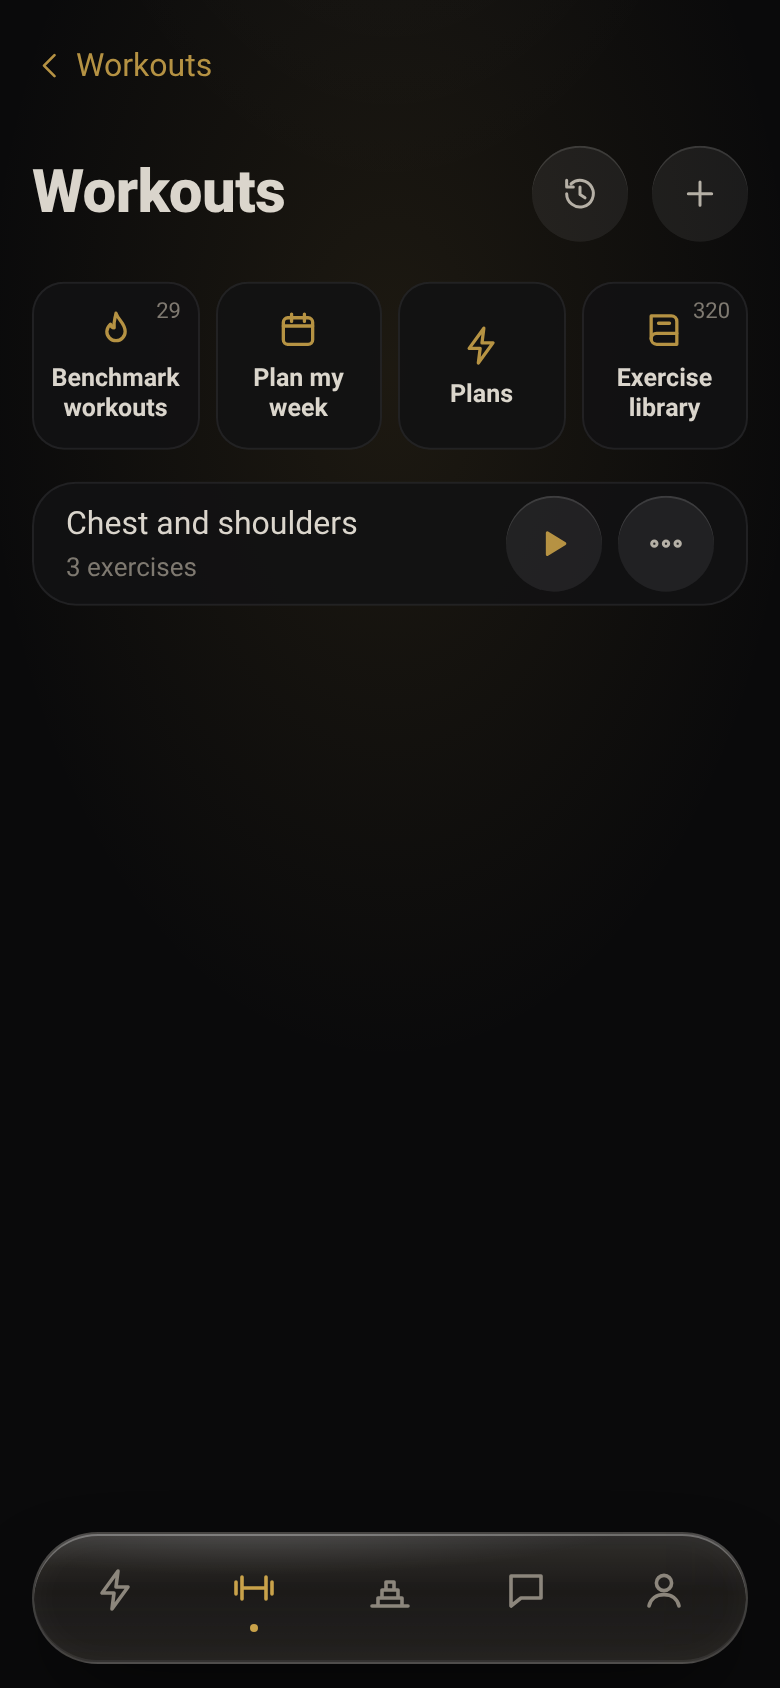 Workouts
Workouts
29
Benchmark
workouts
Plan my
week
Plans
320
Exercise
library
Chest and shoulders
3 exercises